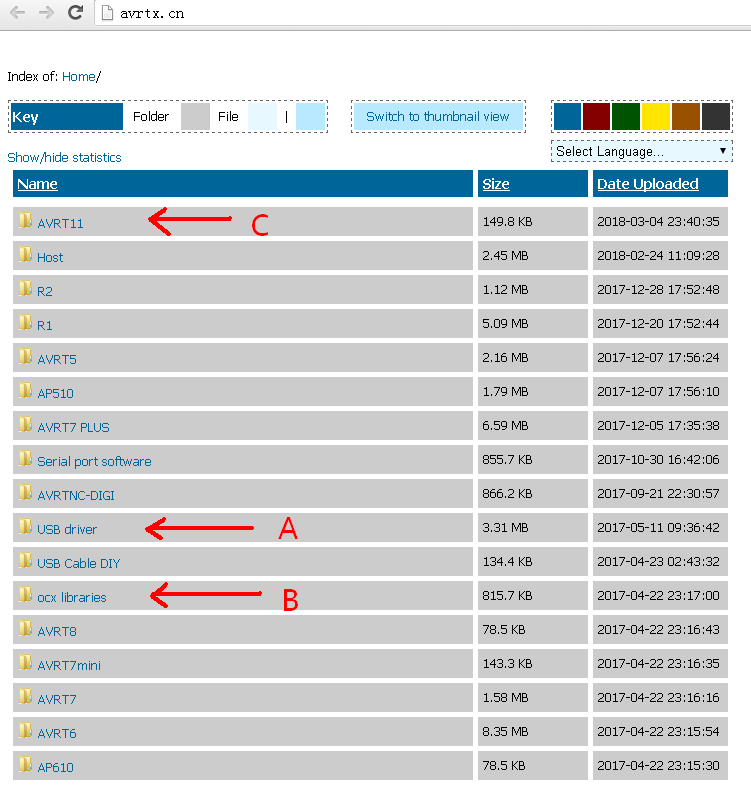 avrtx.cn
Index of: Home/
Key Folder File | Switch to thumbnail view
Select Language...
Show/hide statistics
Name Size Date Uploaded
AVRT11 C 149.8 KB 2018-03-04 23:40:35
Host 2.45 MB 2018-02-24 11:09:28
R2 1.12 MB 2017-12-28 17:52:48
R1 5.09 MB 2017-12-20 17:52:44
AVRT5 2.16 MB 2017-12-07 17:56:24
AP510 1.79 MB 2017-12-07 17:56:10
AVRT7 PLUS 6.59 MB 2017-12-05 17:35:38
Serial port software 855.7 KB 2017-10-30 16:42:06
AVRTNC-DIGI 866.2 KB 2017-09-21 22:30:57
USB driver A 3.31 MB 2017-05-11 09:36:42
USB Cable DIY 134.4 KB 2017-04-23 02:43:32
ocx libraries B 815.7 KB 2017-04-22 23:17:00
AVRT8 78.5 KB 2017-04-22 23:16:43
AVRT7mini 143.3 KB 2017-04-22 23:16:35
AVRT7 1.58 MB 2017-04-22 23:16:16
AVRT6 8.35 MB 2017-04-22 23:15:54
AP610 78.5 KB 2017-04-22 23:15:30